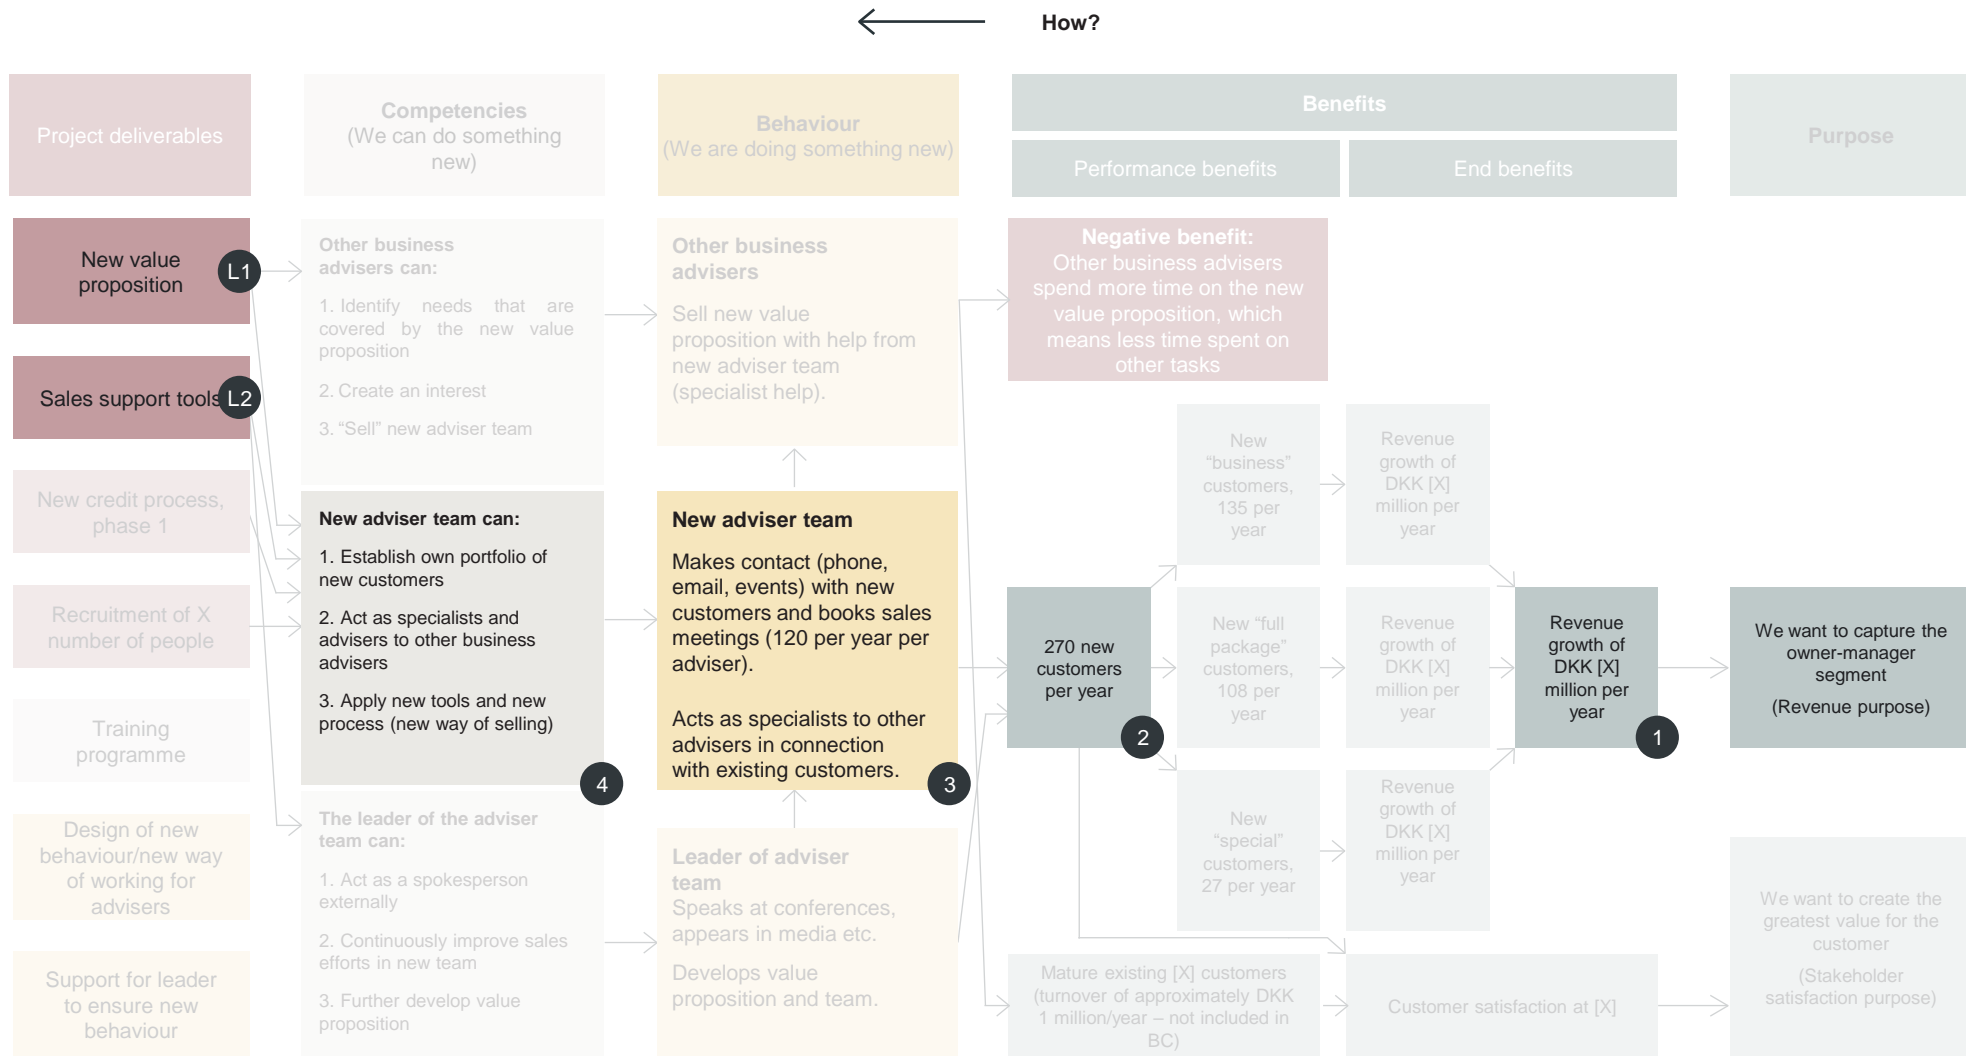 How?
Project deliverables
Competencies
(We can do something
new)
Behaviour
(We are doing something new)
Benefits
Performance benefits
End benefits
Purpose
New value
proposition
L1
Sales support tools
L2
New credit process,
phase 1
Recruitment of X
number of people
Training
programme
Design of new
behaviour/new way
of working for
advisers
Support for leader
to ensure new
behaviour
Other business
advisers can:
1. Identify needs that are
covered by the new value
proposition
2. Create an interest
3. “Sell” new adviser team
New adviser team can:
1. Establish own portfolio of
new customers
2. Act as specialists and
advisers to other business
advisers
3. Apply new tools and new
process (new way of selling)
4
The leader of the adviser
team can:
1. Act as a spokesperson
externally
2. Continuously improve sales
efforts in new team
3. Further develop value
proposition
Other business
advisers
Sell new value
proposition with help from
new adviser team
(specialist help).
New adviser team
Makes contact (phone,
email, events) with new
customers and books sales
meetings (120 per year per
adviser).
Acts as specialists to other
advisers in connection
with existing customers.
3
Leader of adviser
team
Speaks at conferences,
appears in media etc.
Develops value
proposition and team.
Negative benefit:
Other business advisers
spend more time on the new
value proposition, which
means less time spent on
other tasks
270 new
customers
per year
2
New
“business”
customers,
135 per
year
New “full
package”
customers,
108 per
year
New
“special”
customers,
27 per year
Revenue
growth of
DKK [X]
million per
year
Revenue
growth of
DKK [X]
million per
year
Revenue
growth of
DKK [X]
million per
year
Revenue
growth of
DKK [X]
million per
year
1
Mature existing [X] customers
(turnover of approximately DKK
1 million/year – not included in
BC)
Customer satisfaction at [X]
We want to capture the
owner-manager
segment
(Revenue purpose)
We want to create the
greatest value for the
customer
(Stakeholder
satisfaction purpose)